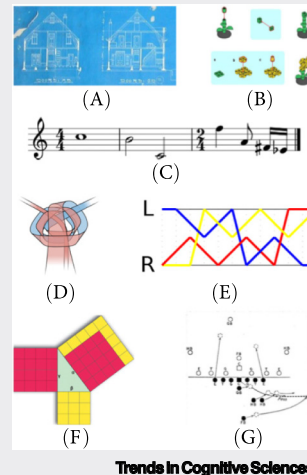 (A) (B)
(C)
L
R
(D) (E)
(F) (G)
Trends in Cognitive Sciences